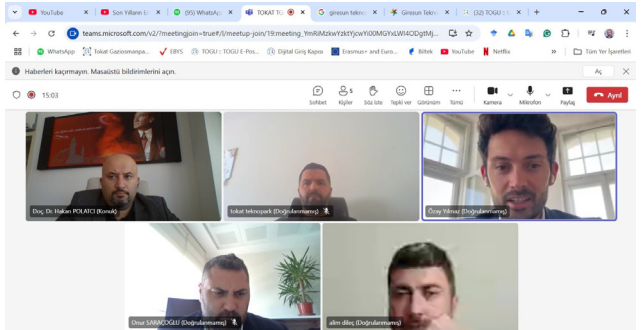 YouTube
Son Yılların En
(95) WhatsApp
TOKAT TO
giresun teknop
Giresun Tekno
(32) TOGU
teams.microsoft.com/v2/?meetingjoin=true#/l/meetup-join/19:meeting_YmRiMzkwYzktYjcwYi00MGYxLWI4ODgtMj...
WhatsApp
Tokat Gaziosmanpa...
EBYS
TOGU :: TOGU E-Pos...
Dijital Giriş Kapısı
Erasmus+ and Euro...
Biltek
YouTube
Netflix
Tüm Yer İşaretleri
Haberleri kaçırmayın. Masaüstü bildirimlerini açın.
Aç
15:03
Sohbet
5
Kişiler
Söz iste
Tepki ver
Görünüm
Tümü
Kamera
Mikrofon
Paylaş
Ayrıl
Doç. Dr. Hakan POLATCI (Konuk)
tokat teknopark (Doğrulanmamış)
Özay Yılmaz (Doğrulanmamış)
Onur SARAÇOĞLU (Doğrulanmamış)
alim dileç (Doğrulanmamış)